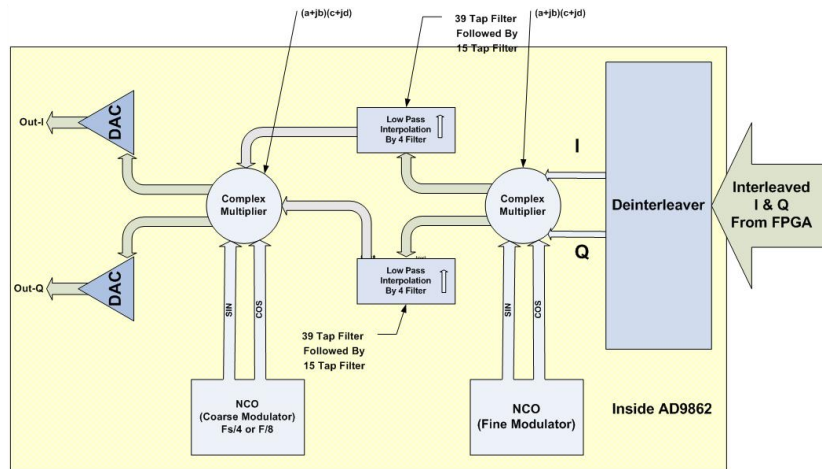 (a+jb)(c+jd)
39 Tap Filter
Followed By
15 Tap Filter
(a+jb)(c+jd)
DAC
Out-I
Low Pass
Interpolation
By 4 Filter
I
Complex
Multiplier
Complex
Multiplier
Deinterleaver
Interleaved
I & Q
From FPGA
Q
DAC
Out-Q
Low Pass
Interpolation
By 4 Filter
SIN
COS
SIN
COS
39 Tap Filter
Followed By
15 Tap Filter
NCO
(Coarse Modulator)
Fs/4 or F/8
NCO
(Fine Modulator)
Inside AD9862